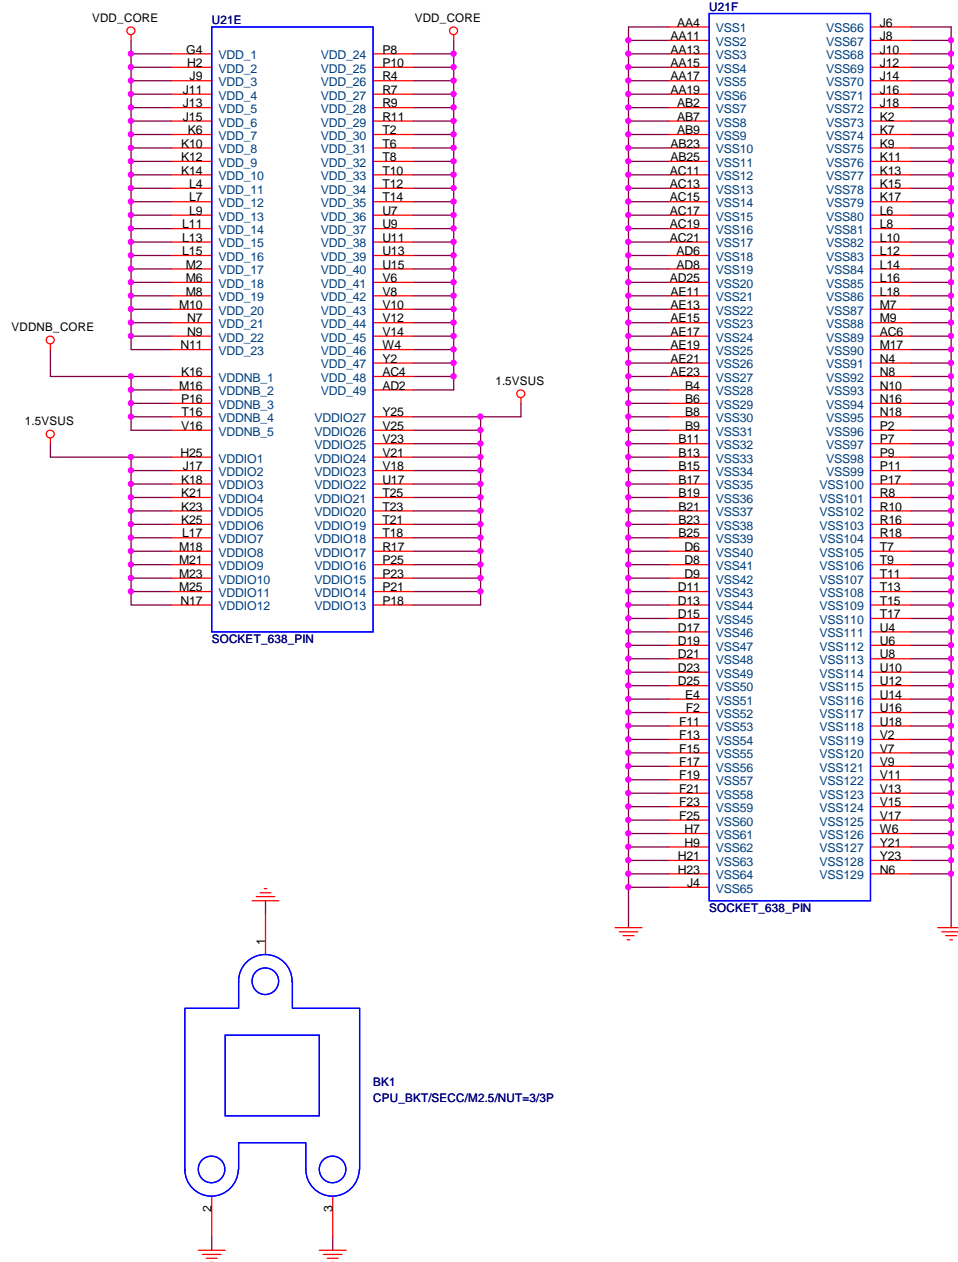 VDD_CORE
U21E
VDD_CORE
G4 VDD_1 VDD_24 P8
H2 VDD_2 VDD_25 P10
J9 VDD_3 VDD_26 R4
J11 VDD_4 VDD_27 R7
J13 VDD_5 VDD_28 R9
J15 VDD_6 VDD_29 R11
K6 VDD_7 VDD_30 T2
K10 VDD_8 VDD_31 T6
K12 VDD_9 VDD_32 T8
K14 VDD_10 VDD_33 T10
L4 VDD_11 VDD_34 T12
L7 VDD_12 VDD_35 T14
L9 VDD_13 VDD_36 U7
L11 VDD_14 VDD_37 U9
L13 VDD_15 VDD_38 U11
L15 VDD_16 VDD_39 U13
M2 VDD_17 VDD_40 U15
M6 VDD_18 VDD_41 V6
M8 VDD_19 VDD_42 V8
M10 VDD_20 VDD_43 V10
N7 VDD_21 VDD_44 V12
N9 VDD_22 VDD_45 V14
N11 VDD_23 VDD_46 W4
VDD_47 Y2
VDDNB_CORE
K16 VDDNB_1 VDD_48 AC4
M16 VDDNB_2 VDD_49 AD2
P16 VDDNB_3
T16 VDDNB_4 VDDIO27 Y25
V16 VDDNB_5 VDDIO26 V25
1.5VSUS
VDDIO25 V23
1.5VSUS
H25 VDDIO1 VDDIO24 V21
J17 VDDIO2 VDDIO23 V18
K18 VDDIO3 VDDIO22 U17
K21 VDDIO4 VDDIO21 T25
K23 VDDIO5 VDDIO20 T23
K25 VDDIO6 VDDIO19 T21
L17 VDDIO7 VDDIO18 T18
M18 VDDIO8 VDDIO17 R17
M21 VDDIO9 VDDIO16 P25
M23 VDDIO10 VDDIO15 P23
M25 VDDIO11 VDDIO14 P21
N17 VDDIO12 VDDIO13 P18
SOCKET_638_PIN
U21F
AA4 VSS1 VSS66 J6
AA11 VSS2 VSS67 J8
AA13 VSS3 VSS68 J10
AA15 VSS4 VSS69 J12
AA17 VSS5 VSS70 J14
AA19 VSS6 VSS71 J16
AB2 VSS7 VSS72 J18
AB7 VSS8 VSS73 K2
AB9 VSS9 VSS74 K7
AB23 VSS10 VSS75 K9
AB25 VSS11 VSS76 K11
AC11 VSS12 VSS77 K13
AC13 VSS13 VSS78 K15
AC15 VSS14 VSS79 K17
AC17 VSS15 VSS80 L6
AC19 VSS16 VSS81 L8
AC21 VSS17 VSS82 L10
AD6 VSS18 VSS83 L12
AD8 VSS19 VSS84 L14
AD25 VSS20 VSS85 L16
AE11 VSS21 VSS86 L18
AE13 VSS22 VSS87 M7
AE15 VSS23 VSS88 M9
AE17 VSS24 VSS89 AC6
AE19 VSS25 VSS90 M17
AE21 VSS26 VSS91 N4
AE23 VSS27 VSS92 N8
B4 VSS28 VSS93 N10
B6 VSS29 VSS94 N16
B8 VSS30 VSS95 N18
B9 VSS31 VSS96 P2
B11 VSS32 VSS97 P7
B13 VSS33 VSS98 P9
B15 VSS34 VSS99 P11
B17 VSS35 VSS100 P17
B19 VSS36 VSS101 R8
B21 VSS37 VSS102 R10
B23 VSS38 VSS103 R16
B25 VSS39 VSS104 R18
D6 VSS40 VSS105 T7
D8 VSS41 VSS106 T9
D9 VSS42 VSS107 T11
D11 VSS43 VSS108 T13
D13 VSS44 VSS109 T15
D15 VSS45 VSS110 T17
D17 VSS46 VSS111 U4
D19 VSS47 VSS112 U6
D21 VSS48 VSS113 U8
D23 VSS49 VSS114 U10
D25 VSS50 VSS115 U12
E4 VSS51 VSS116 U14
F2 VSS52 VSS117 U16
F11 VSS53 VSS118 U18
F13 VSS54 VSS119 V2
F15 VSS55 VSS120 V7
F17 VSS56 VSS121 V9
F19 VSS57 VSS122 V11
F21 VSS58 VSS123 V13
F23 VSS59 VSS124 V15
F25 VSS60 VSS125 V17
H7 VSS61 VSS126 W6
H9 VSS62 VSS127 Y21
H21 VSS63 VSS128 Y23
H23 VSS64 VSS129 N6
J4 VSS65
SOCKET_638_PIN
1
BK1
CPU_BKT/SECC/M2.5/NUT=3/3P
2
3